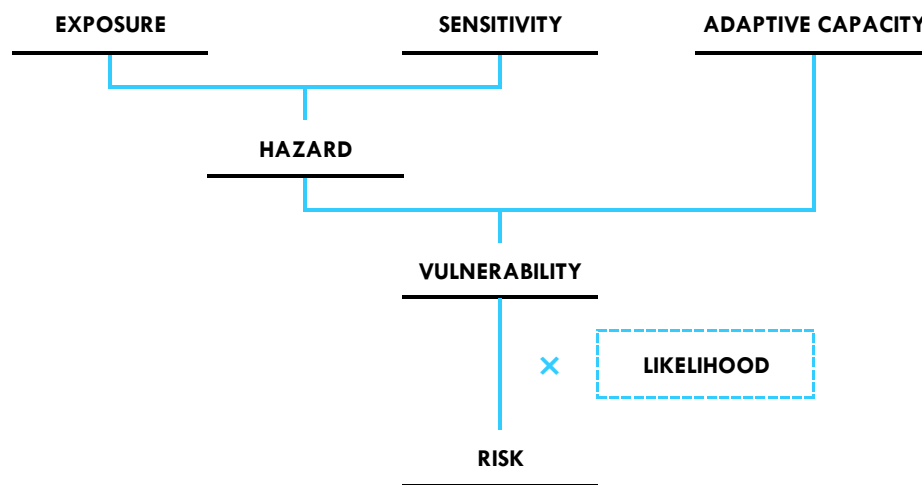 EXPOSURE
SENSITIVITY
ADAPTIVE CAPACITY
HAZARD
VULNERABILITY
×
LIKELIHOOD
RISK